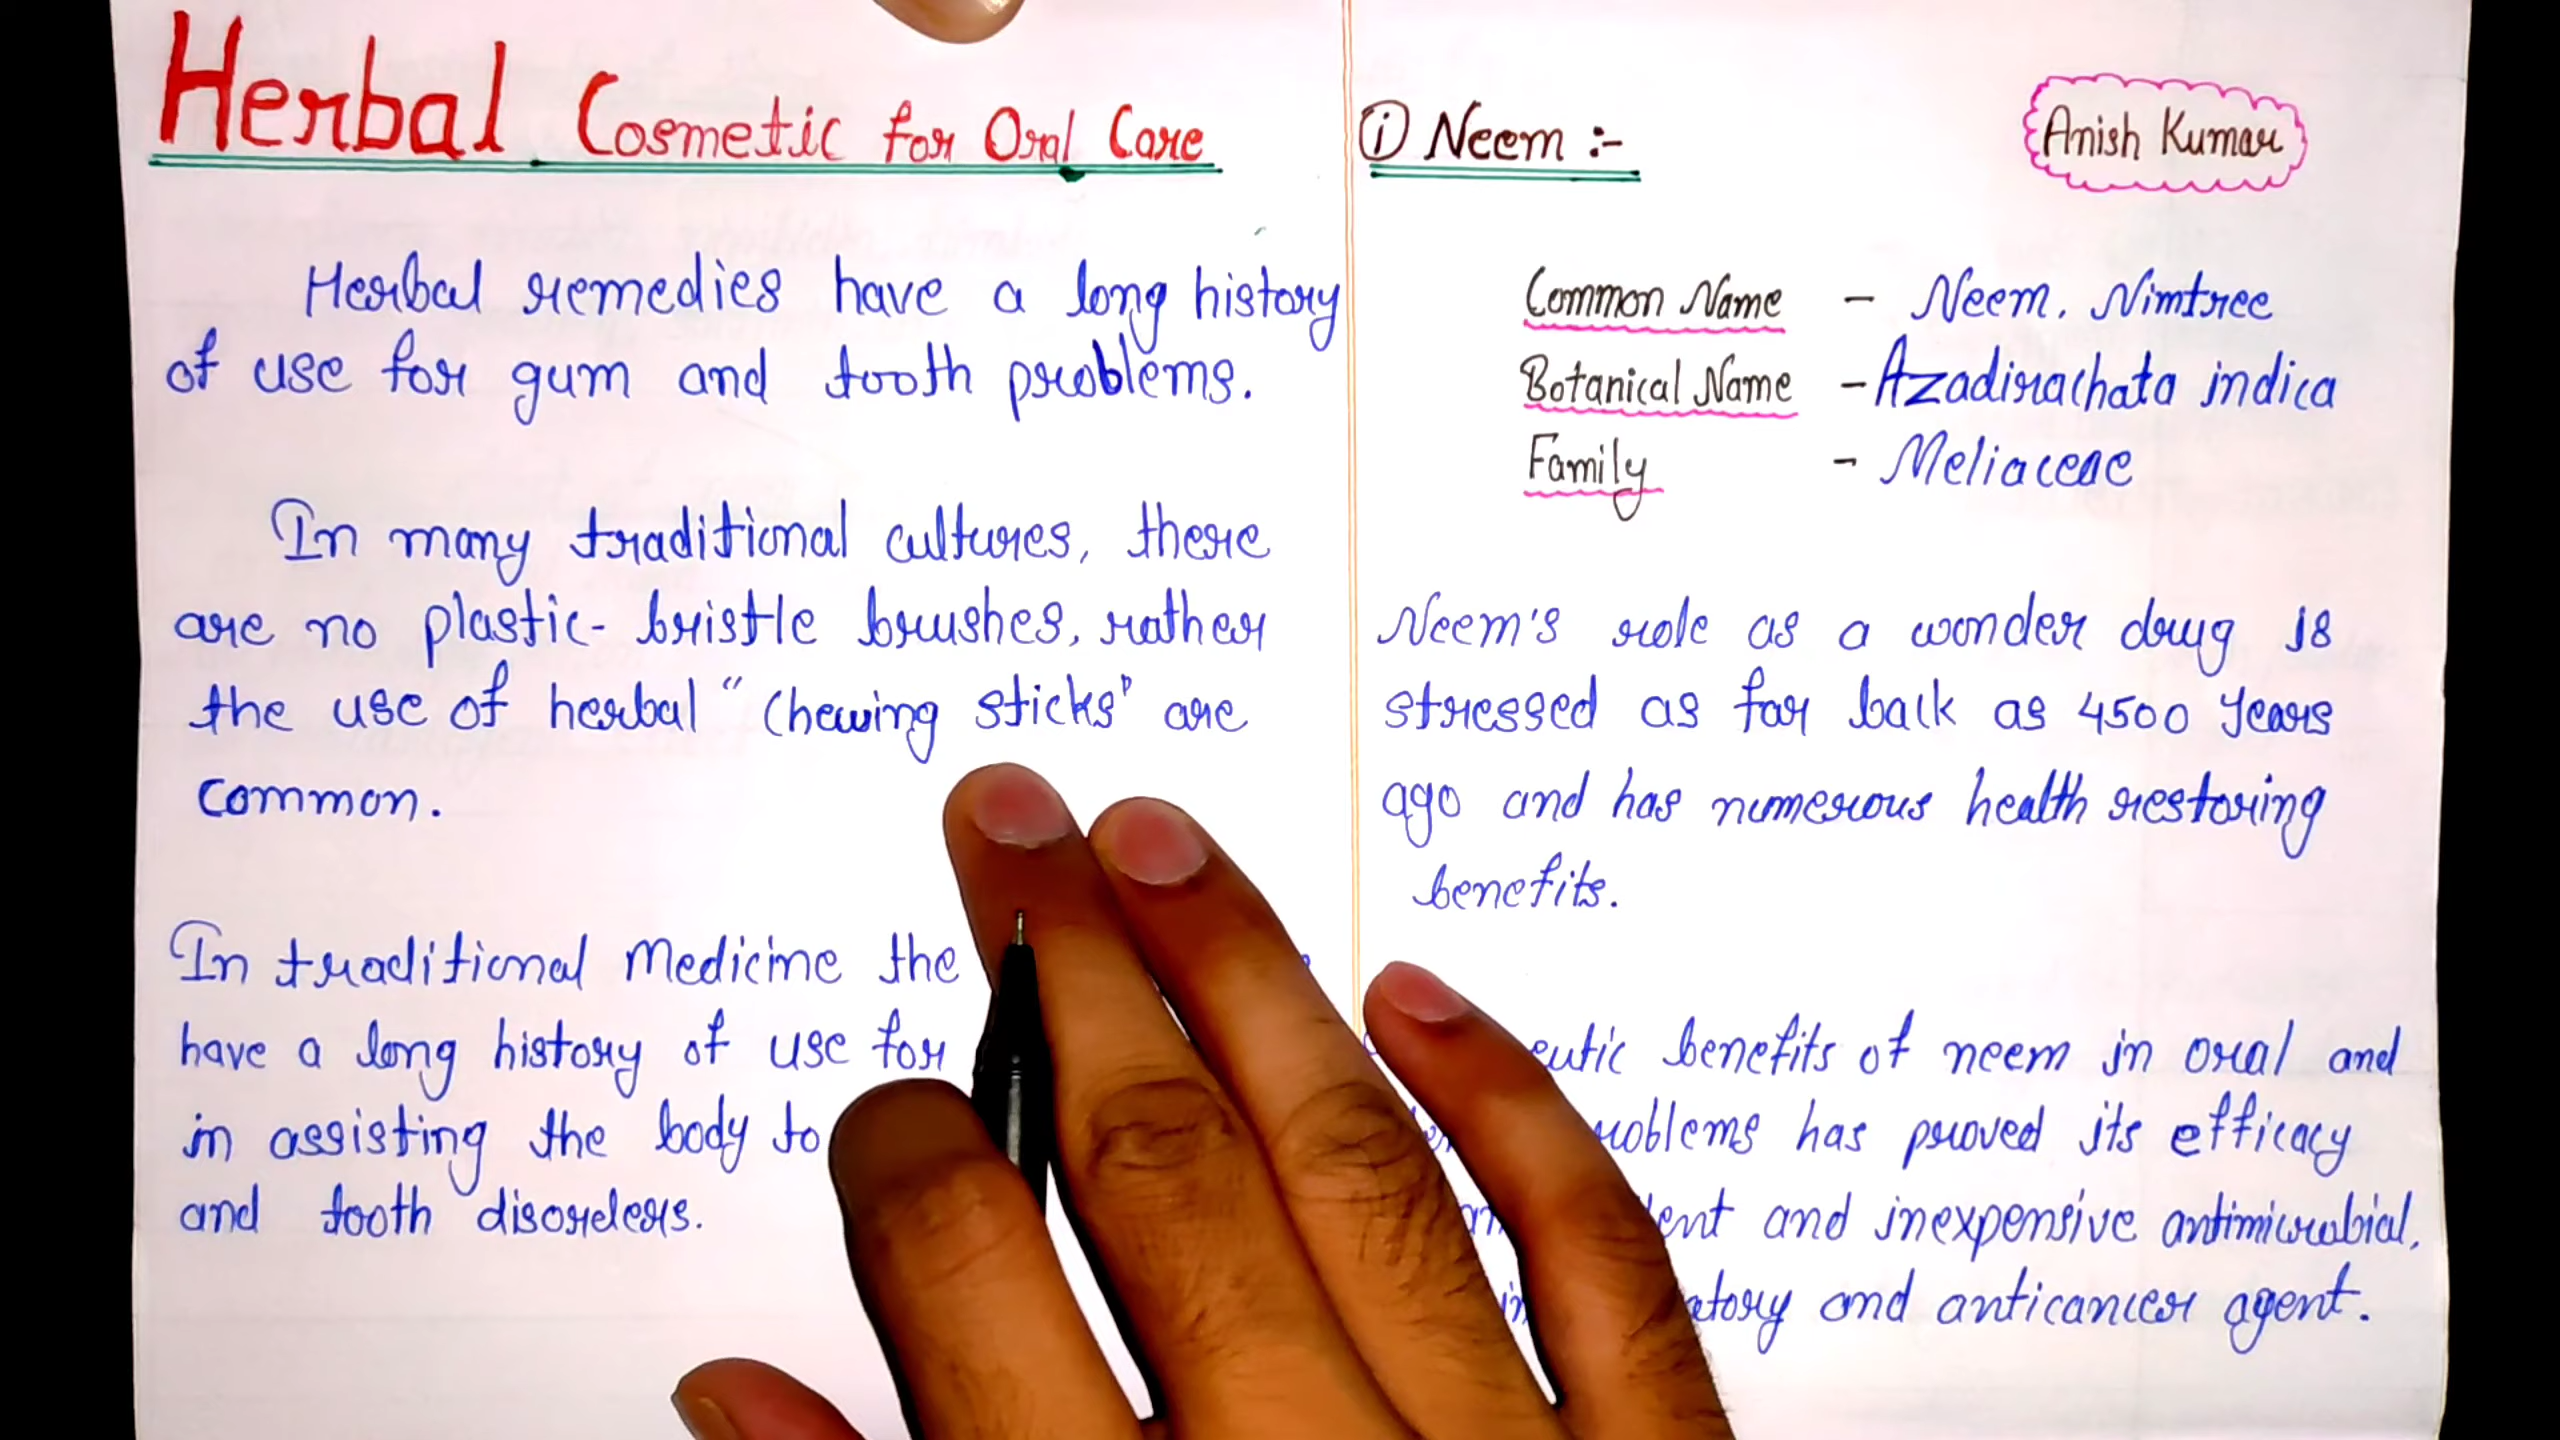 Herbal Cosmetic for Oral Care
Herbal remedies have a long history
of use for gum and tooth problems.
In many traditional cultures, there
are no plastic-bristle brushes, rather
the use of herbal "Chewing sticks" are
common.
In traditional Medicine the
have a long history of use for
in assisting the body to
and tooth disorders.
(i) Neem :-
Anish Kumar
Common Name - Neem, Nimtree
Botanical Name - Azadirachata indica
Family - Meliaceae
Neem's role as a wonder drug is
stressed as far back as 4500 years
ago and has numerous health restoring
benefits.
benefits of neem in oral and
has proved its efficacy
and inexpensive antimicrobial,
and anticancer agent.